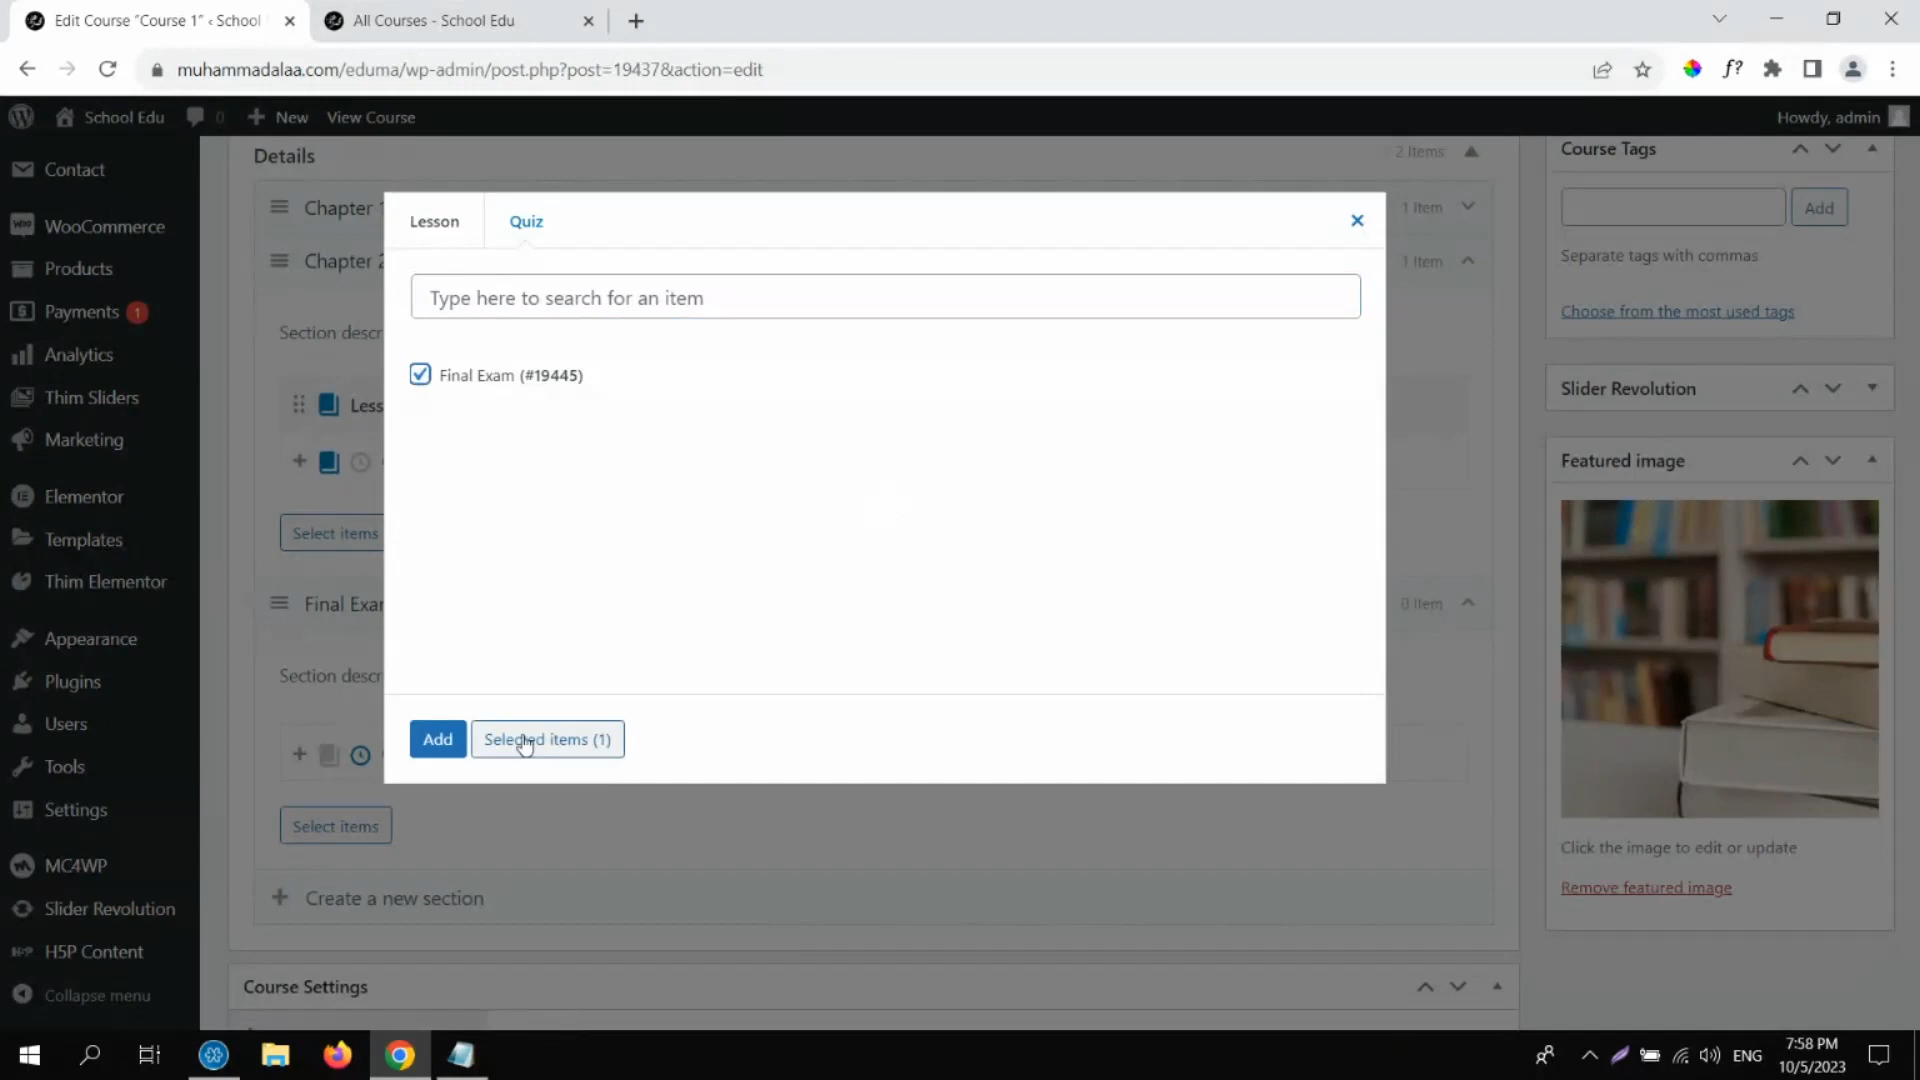 Edit Course "Course 1" ‹ School
All Courses - School Edu
muhammadalaa.com/eduma/wp-admin/post.php?post=19437&action=edit
School Edu
0
New
View Course
Howdy, admin
Contact
WooCommerce
Products
Payments 1
Analytics
Thim Sliders
Marketing
Elementor
Templates
Thim Elementor
Appearance
Plugins
Users
Tools
Settings
MC4WP
Slider Revolution
H5P Content
Collapse menu
Details
2 Items
Chapter
1 Item
Chapter 2
1 Item
Section descr
Less
Select items
Final Exar
0 Item
Section descr
Select items
Create a new section
Course Settings
Lesson
Quiz
Type here to search for an item
Final Exam (#19445)
Add
Selected items (1)
Course Tags
Add
Separate tags with commas
Choose from the most used tags
Slider Revolution
Featured image
Click the image to edit or update
Remove featured image
ENG
7:58 PM
10/5/2023